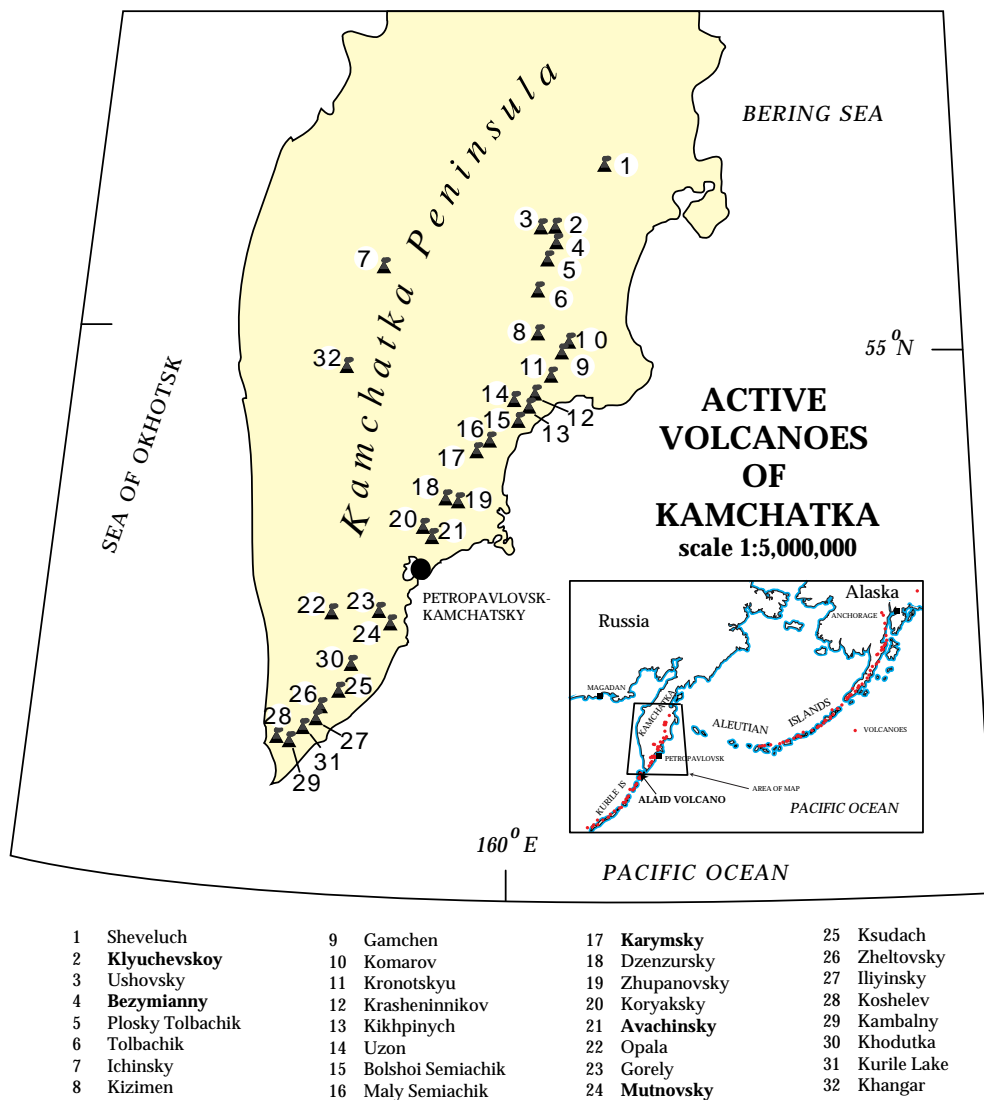 BERING SEA
Kamchatka Peninsula
1
3 2
4
7
5
6
8
10
9
32
11
14
12
15
13
16
17
18
19
20
21
55 °N
SEA OF OKHOTSK
ACTIVE
VOLCANOES
OF
KAMCHATKA
scale 1:5,000,000
PETROPAVLOVSK-
KAMCHATSKY
22 23
24
30
25
26
28
27
31
29
160° E
PACIFIC OCEAN
Alaska
ANCHORAGE
Russia
MAGADAN
KAMCHATKA
ALEUTIAN ISLANDS
VOLCANOES
PETROPAVLOVSK
AREA OF MAP
KURILE IS
ALAID VOLCANO
PACIFIC OCEAN
1 Sheveluch
2 Klyuchevskoy
3 Ushovsky
4 Bezymianny
5 Plosky Tolbachik
6 Tolbachik
7 Ichinsky
8 Kizimen
9 Gamchen
10 Komarov
11 Kronotskyu
12 Krasheninnikov
13 Kikhpinych
14 Uzon
15 Bolshoi Semiachik
16 Maly Semiachik
17 Karymsky
18 Dzenzursky
19 Zhupanovsky
20 Koryaksky
21 Avachinsky
22 Opala
23 Gorely
24 Mutnovsky
25 Ksudach
26 Zheltovsky
27 Iliyinsky
28 Koshelev
29 Kambalny
30 Khodutka
31 Kurile Lake
32 Khangar